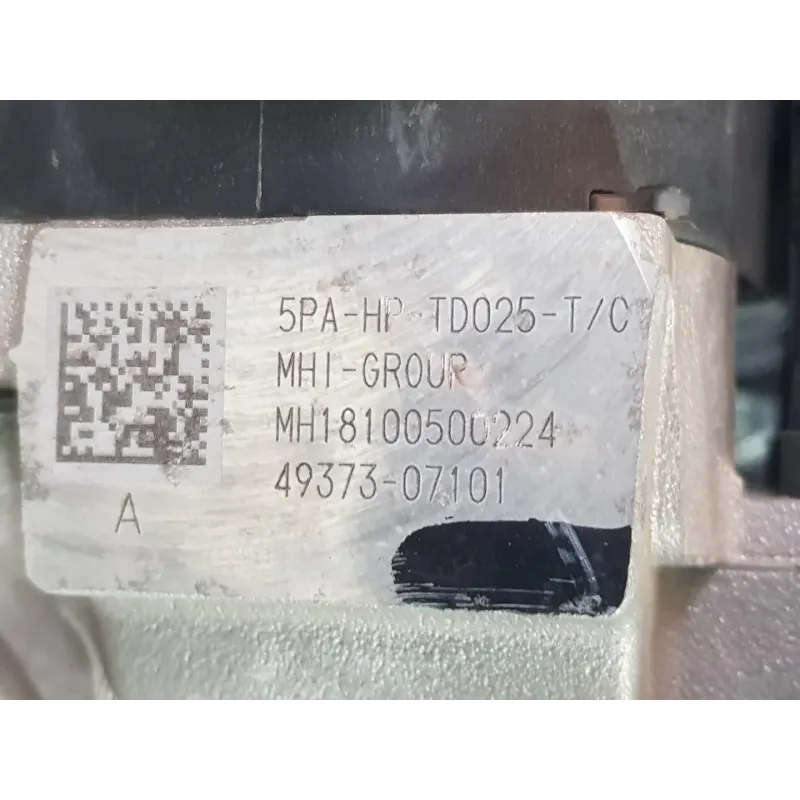 5PA-HP-TD025-T/C
MHI-GROUP
MH18100500224
49373-07101
A